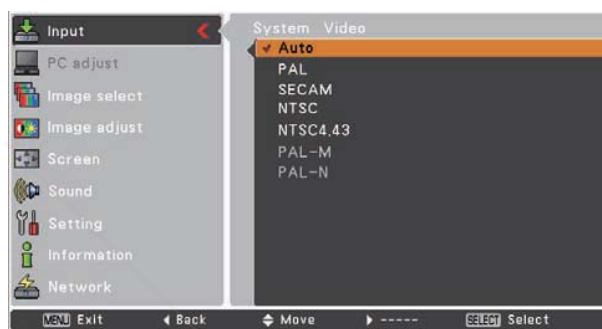 Input
PC adjust
Image select
Image adjust
Screen
Sound
Setting
Information
Network
System Video
Auto
PAL
SECAM
NTSC
NTSC4.43
PAL-M
PAL-N
MENU Exit Back Move ----- SELECT Select